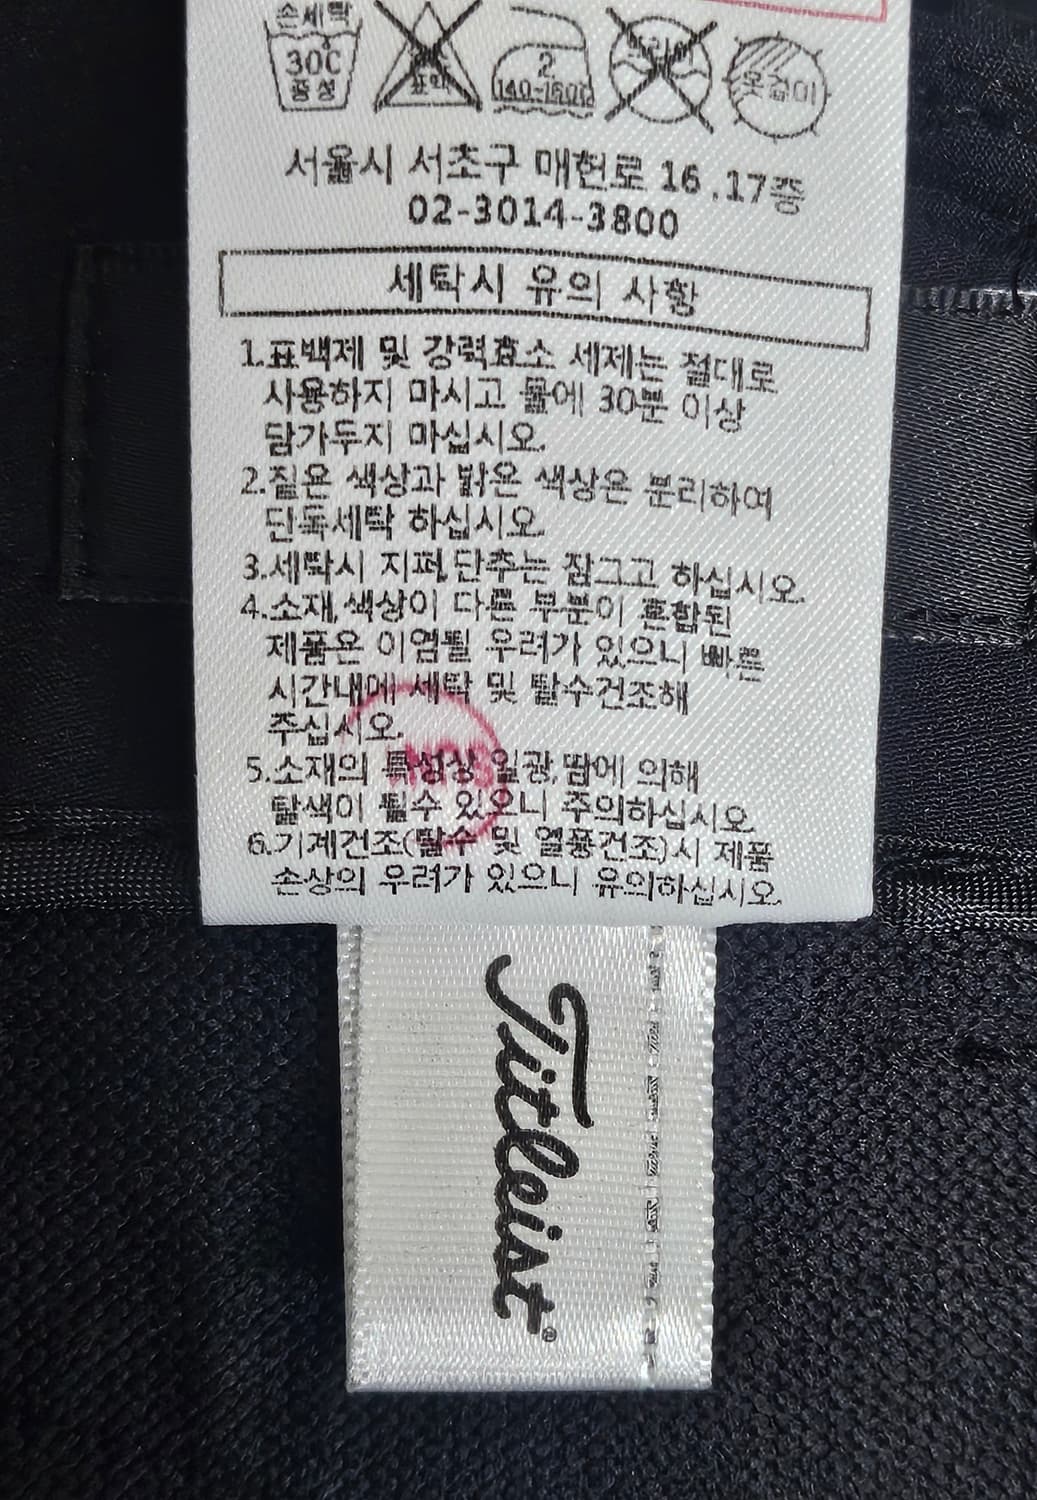 손세탁
30℃
중성
표백
2
140-160℃
드라이
옷걸이
서울시 서초구 매헌로 16 .17층
02-3014-3800
세탁시 유의 사항
1.표백제 및 강력효소 세제는 절대로
사용하지 마시고 물에 30분 이상
담가두지 마십시오.
2.짙은 색상과 밝은 색상은 분리하여
단독세탁 하십시오.
3.세탁시 지퍼,단추는 잠그고 하십시오.
4.소재,색상이 다른 부분이 혼합된
제품은 이염될 우려가 있으니 빠른
시간내에 세탁 및 탈수건조해
주십시오.
5.소재의 특성상 일광,땀에 의해
탈색이 될수 있으니 주의하십시오.
6.기계건조(탈수 및 열풍건조)시 제품
손상의 우려가 있으니 유의하십시오.
Titleist®